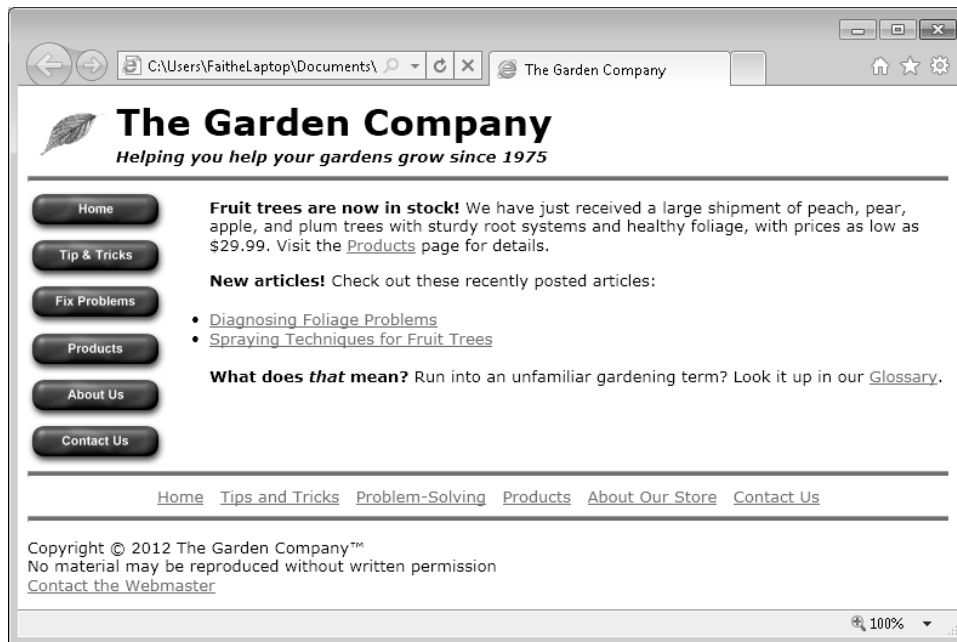 C:\Users\FaitheLaptop\Documents\
The Garden Company
The Garden Company
Helping you help your gardens grow since 1975
Home
Tip & Tricks
Fix Problems
Products
About Us
Contact Us
Fruit trees are now in stock! We have just received a large shipment of peach, pear,
apple, and plum trees with sturdy root systems and healthy foliage, with prices as low as
$29.99. Visit the Products page for details.
New articles! Check out these recently posted articles:
• Diagnosing Foliage Problems
• Spraying Techniques for Fruit Trees
What does that mean? Run into an unfamiliar gardening term? Look it up in our Glossary.
Home Tips and Tricks Problem-Solving Products About Our Store Contact Us
Copyright © 2012 The Garden Company™
No material may be reproduced without written permission
Contact the Webmaster
100%